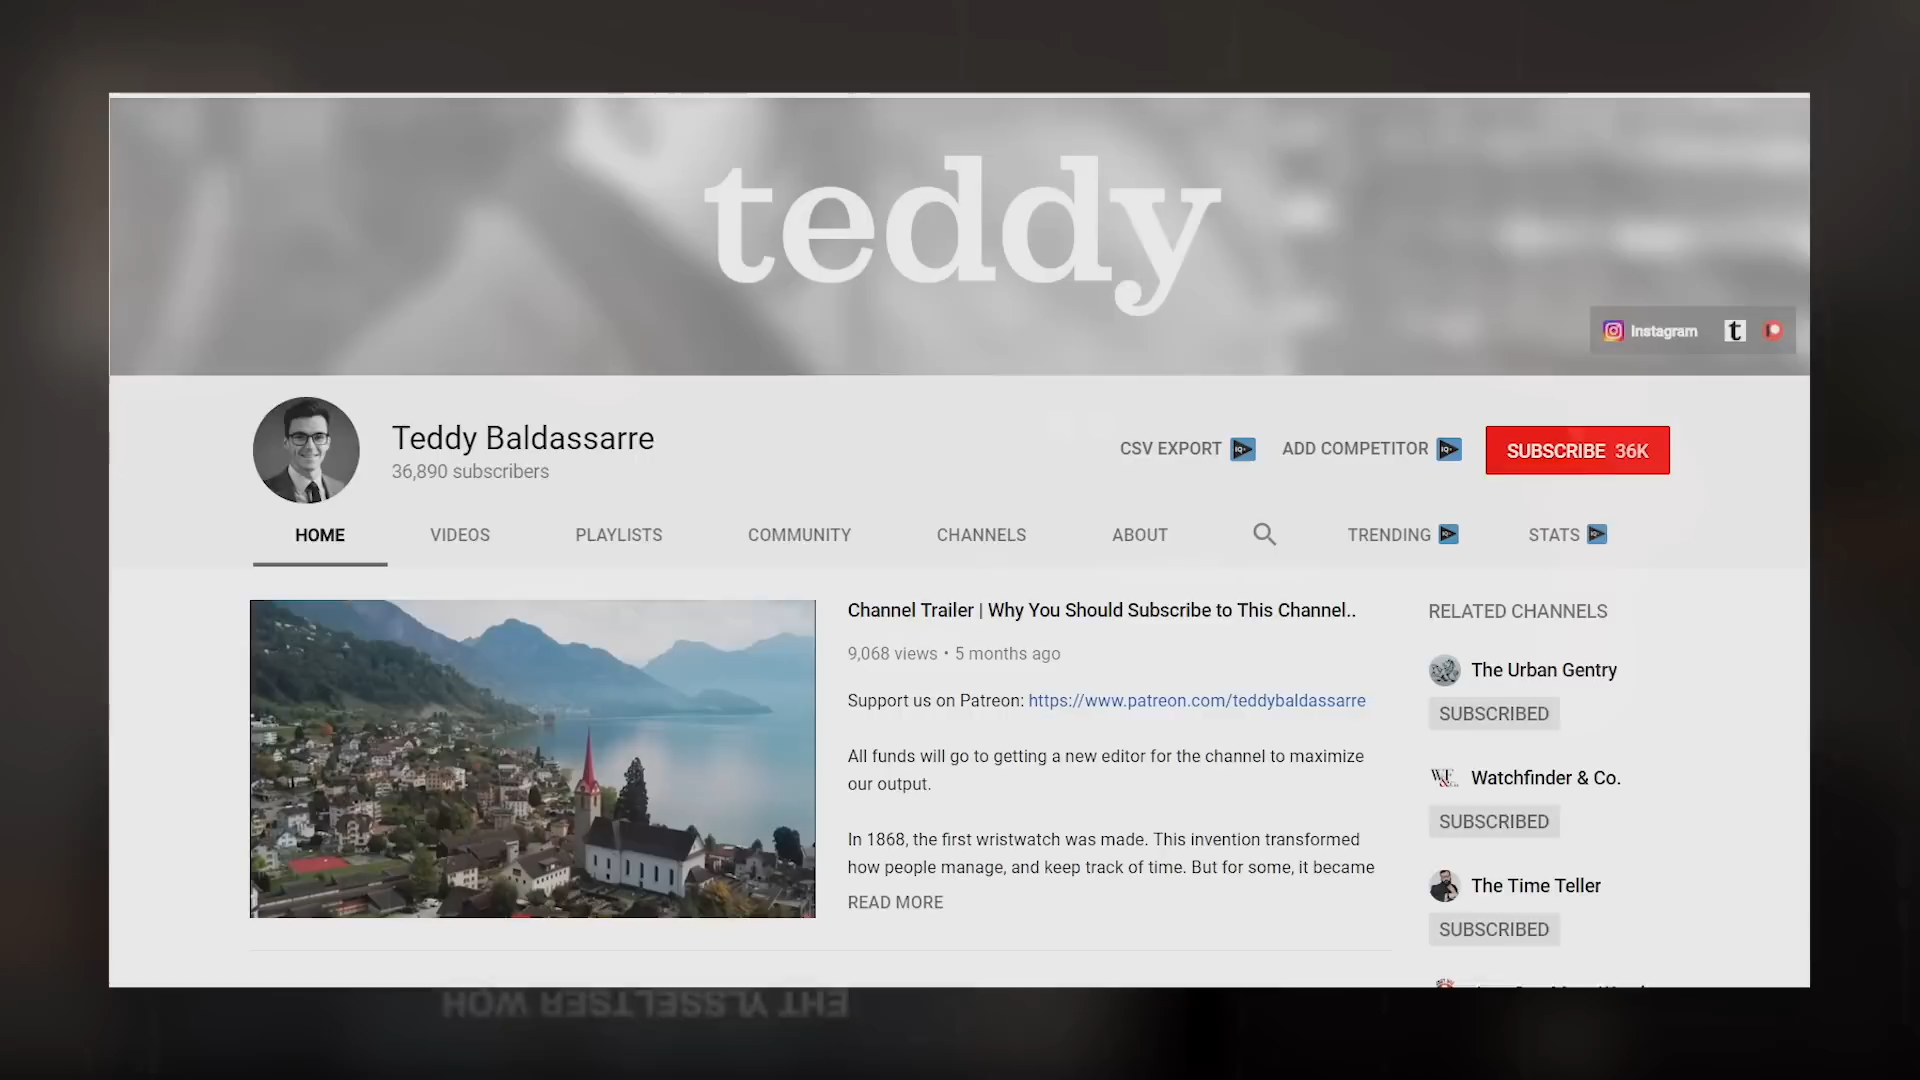 teddy
Instagram
t
Teddy Baldassarre
36,890 subscribers
CSV EXPORT
ADD COMPETITOR
SUBSCRIBE 36K
HOME
VIDEOS
PLAYLISTS
COMMUNITY
CHANNELS
ABOUT
TRENDING
STATS
Channel Trailer | Why You Should Subscribe to This Channel..
9,068 views • 5 months ago
Support us on Patreon: https://www.patreon.com/teddybaldassarre
All funds will go to getting a new editor for the channel to maximize
our output.
In 1868, the first wristwatch was made. This invention transformed
how people manage, and keep track of time. But for some, it became
READ MORE
RELATED CHANNELS
The Urban Gentry
SUBSCRIBED
Watchfinder & Co.
SUBSCRIBED
The Time Teller
SUBSCRIBED